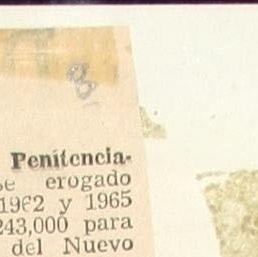 Penitencia-
se erogado
1962 y 1965
243,000 para
del Nuevo